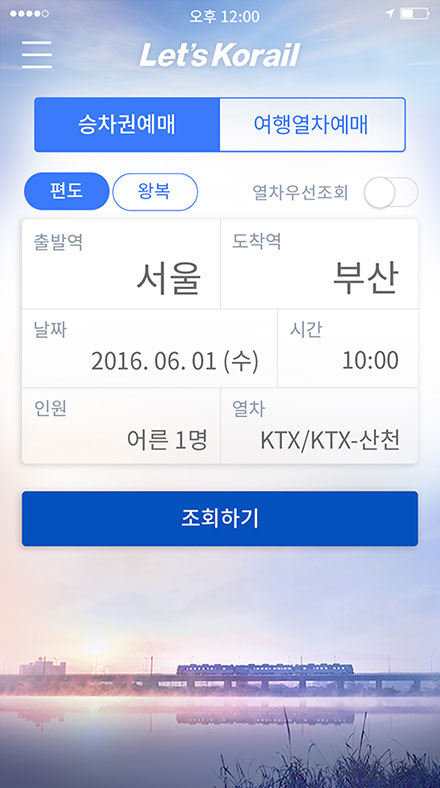 오후 12:00
Let's Korail
승차권예매 여행열차예매
편도 왕복 열차우선조회
출발역 도착역
서울 부산
날짜 시간
2016. 06. 01 (수) 10:00
인원 열차
어른 1명 KTX/KTX-산천
조회하기